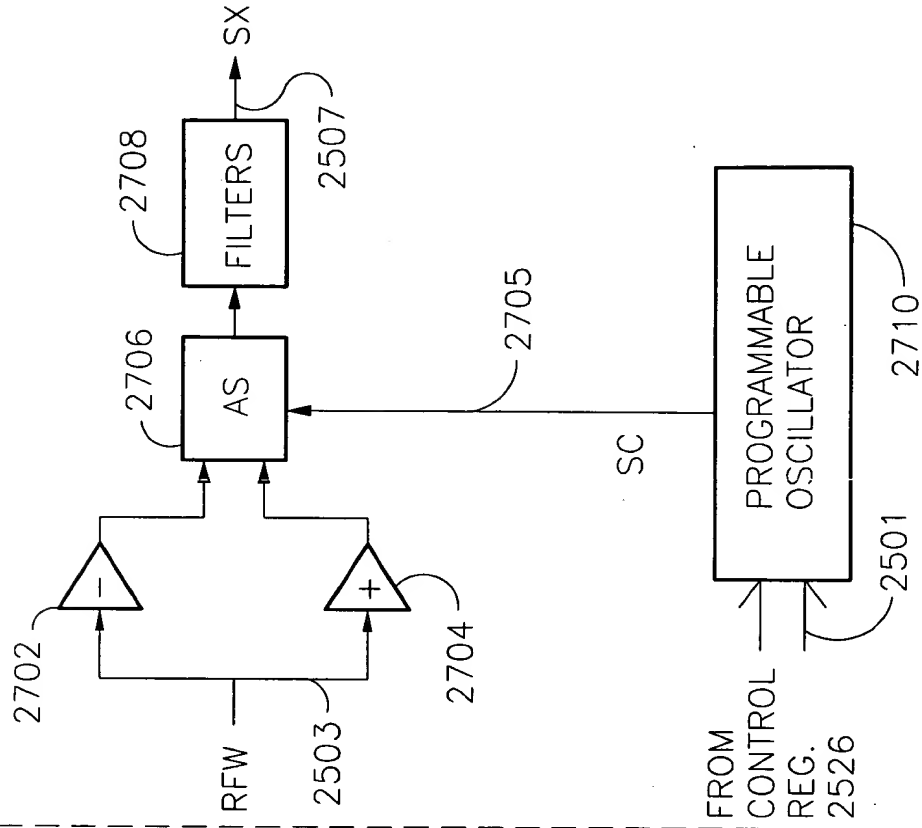 2702
2706
2708
RFW
−
AS
FILTERS
SX
2503
+
2507
2704
2705
SC
FROM
CONTROL
REG.
2526
2501
PROGRAMMABLE
OSCILLATOR
2710